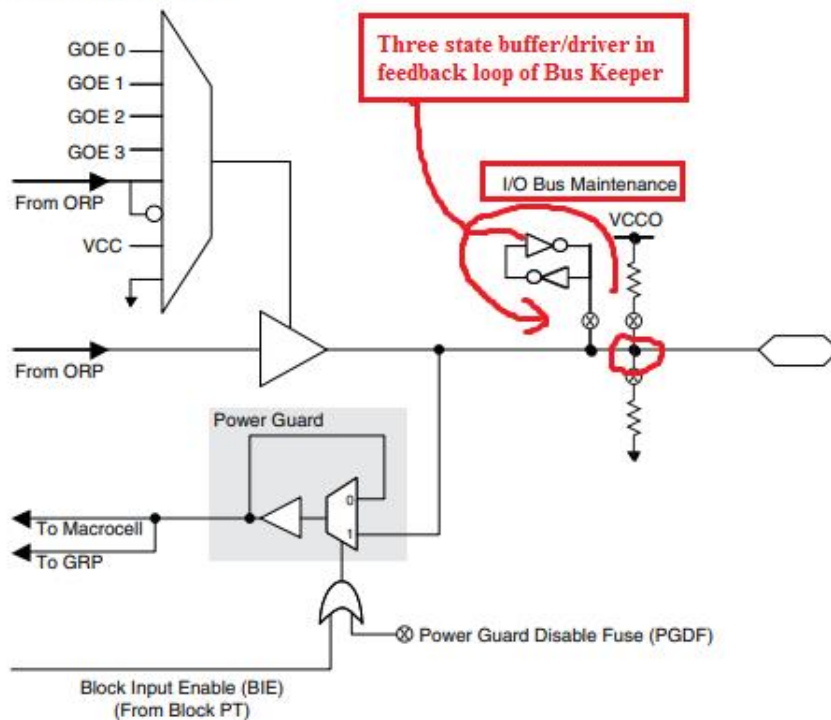 GOE 0
GOE 1
GOE 2
GOE 3
From ORP
VCC
From ORP
Three state buffer/driver in
feedback loop of Bus Keeper
I/O Bus Maintenance
VCCO
Power Guard
0
1
To Macrocell
To GRP
Power Guard Disable Fuse (PGDF)
Block Input Enable (BIE)
(From Block PT)